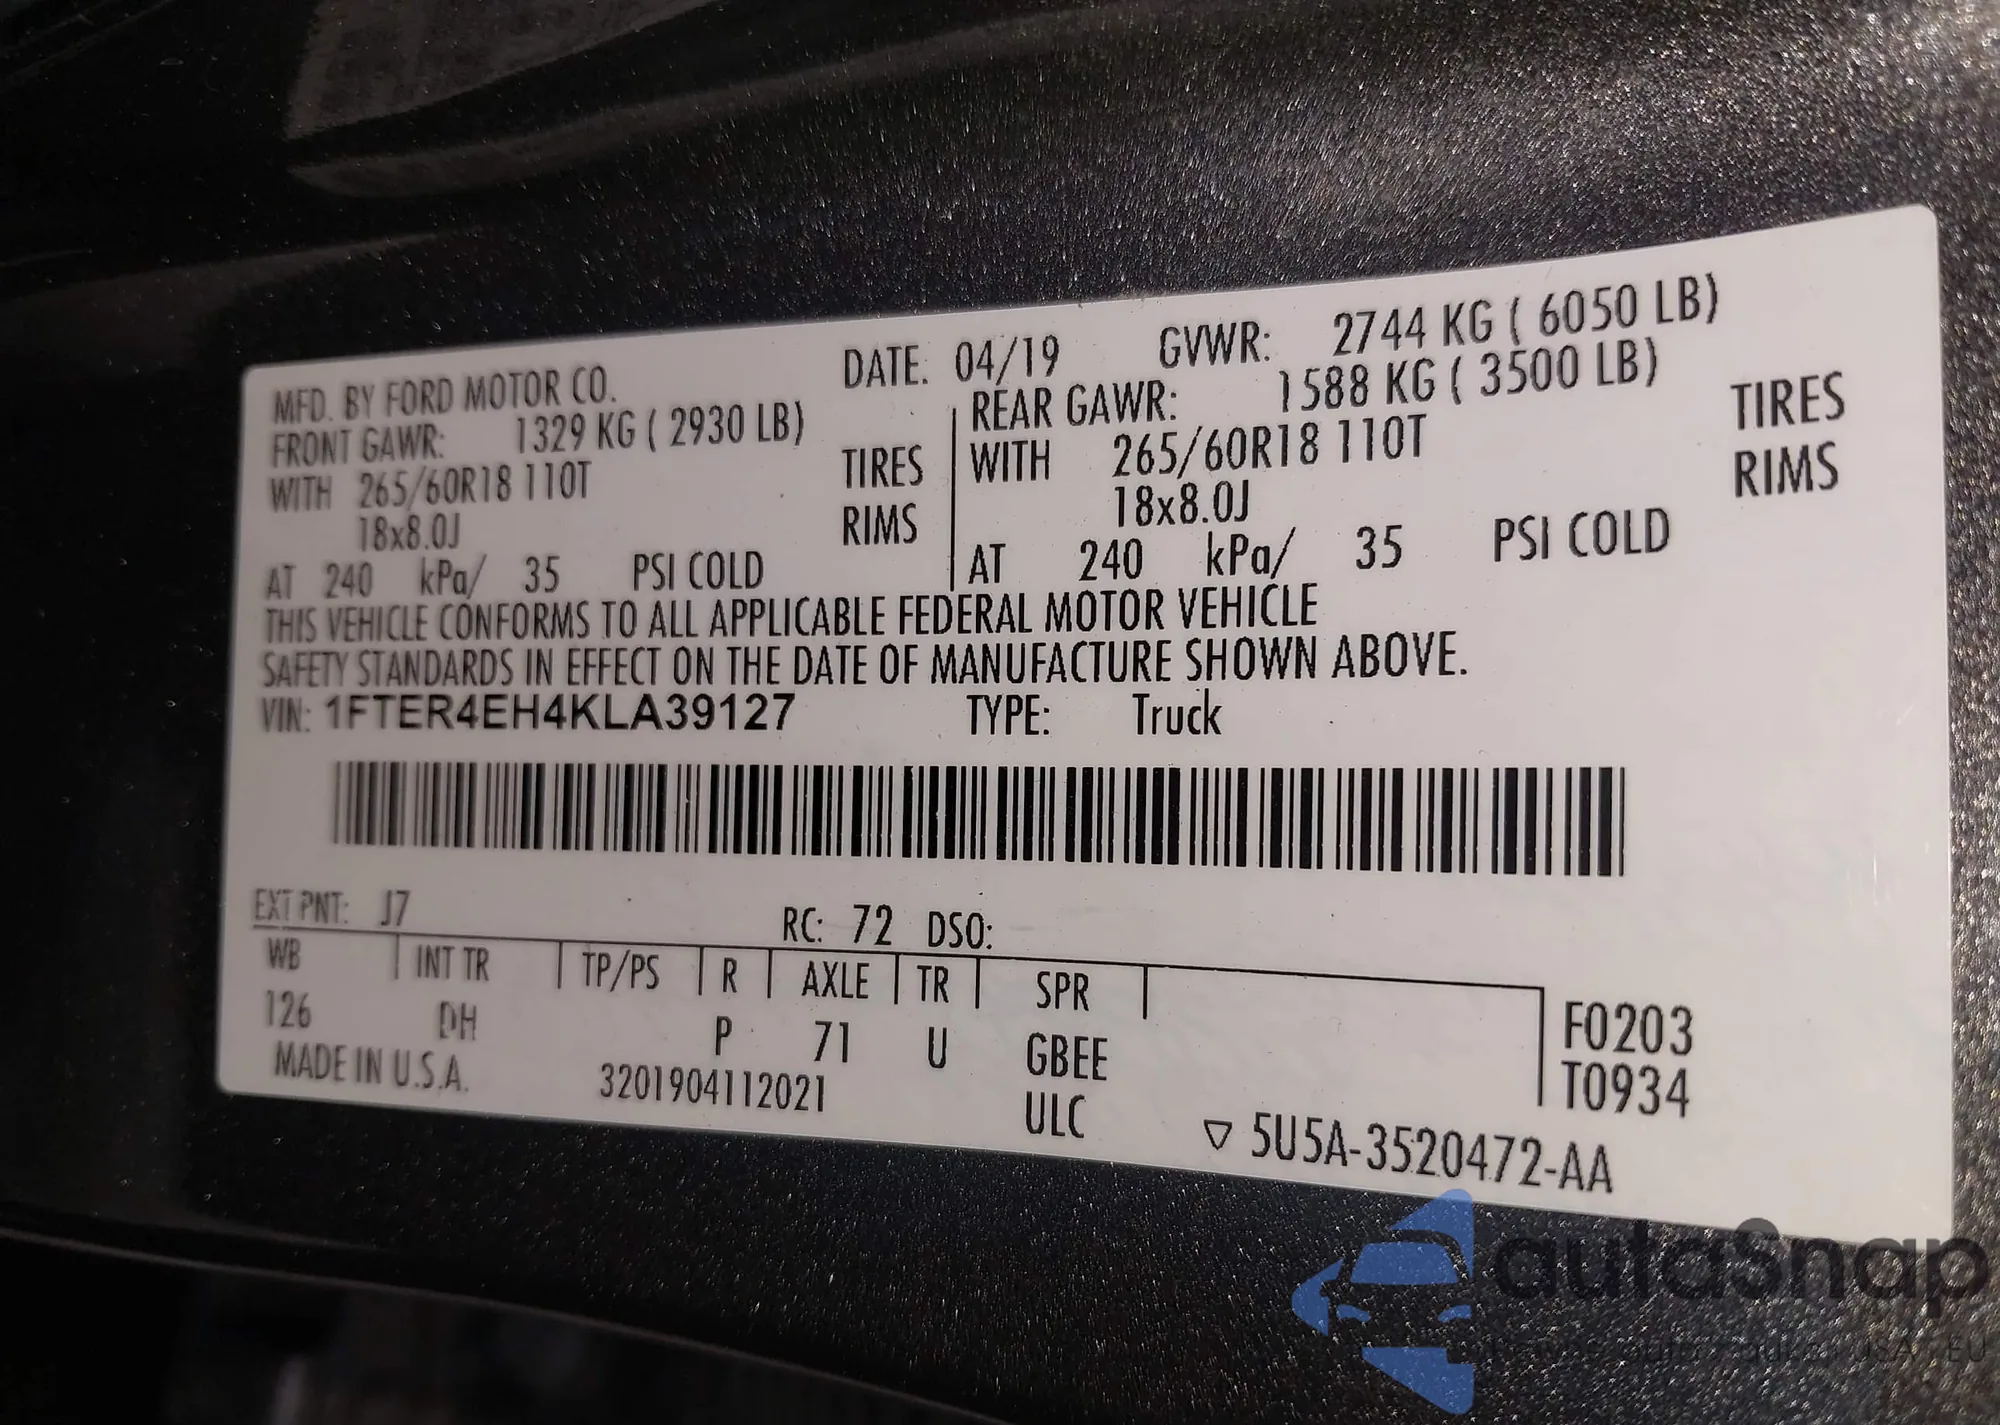 MFD. BY FORD MOTOR CO. DATE: 04/19 GVWR: 2744 KG ( 6050 LB)
FRONT GAWR: 1329 KG ( 2930 LB) REAR GAWR: 1588 KG ( 3500 LB)
WITH 265/60R18 110T TIRES WITH 265/60R18 110T TIRES
18x8.0J RIMS 18x8.0J RIMS
AT 240 kPa/ 35 PSI COLD AT 240 kPa/ 35 PSI COLD
THIS VEHICLE CONFORMS TO ALL APPLICABLE FEDERAL MOTOR VEHICLE
SAFETY STANDARDS IN EFFECT ON THE DATE OF MANUFACTURE SHOWN ABOVE.
VIN: 1FTER4EH4KLA39127 TYPE: Truck
EXT PNT: J7 RC: 72 DSO:
WB INT TR TP/PS R AXLE TR SPR
126 DH P 71 U GBEE F0203
MADE IN U.S.A. 3201904112021 ULC T0934
▽ 5U5A-3520472-AA
autaSnap
USA EU